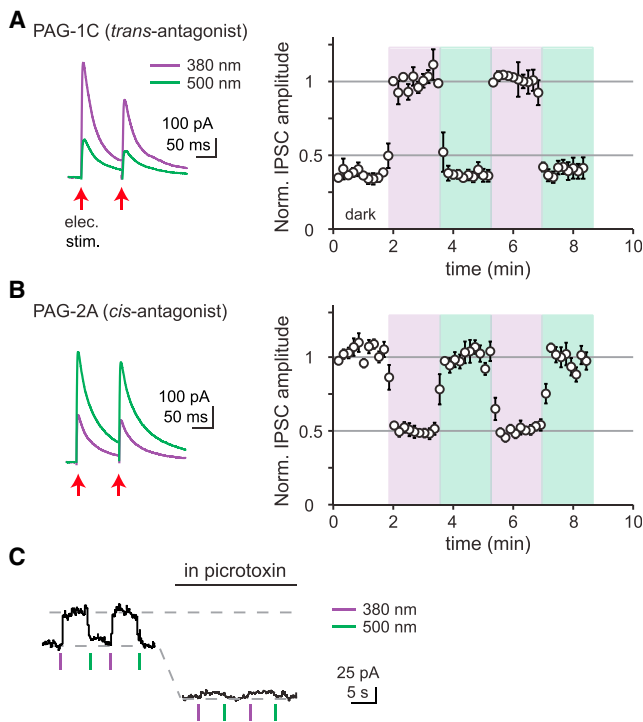 A
PAG-1C (trans-antagonist)
380 nm
500 nm
100 pA
50 ms
elec.
stim.
Norm. IPSC amplitude
1
0.5
0
dark
0 2 4 6 8 10
time (min)
B
PAG-2A (cis-antagonist)
100 pA
50 ms
Norm. IPSC amplitude
1
0.5
0
0 2 4 6 8 10
time (min)
C
in picrotoxin
380 nm
500 nm
25 pA
5 s